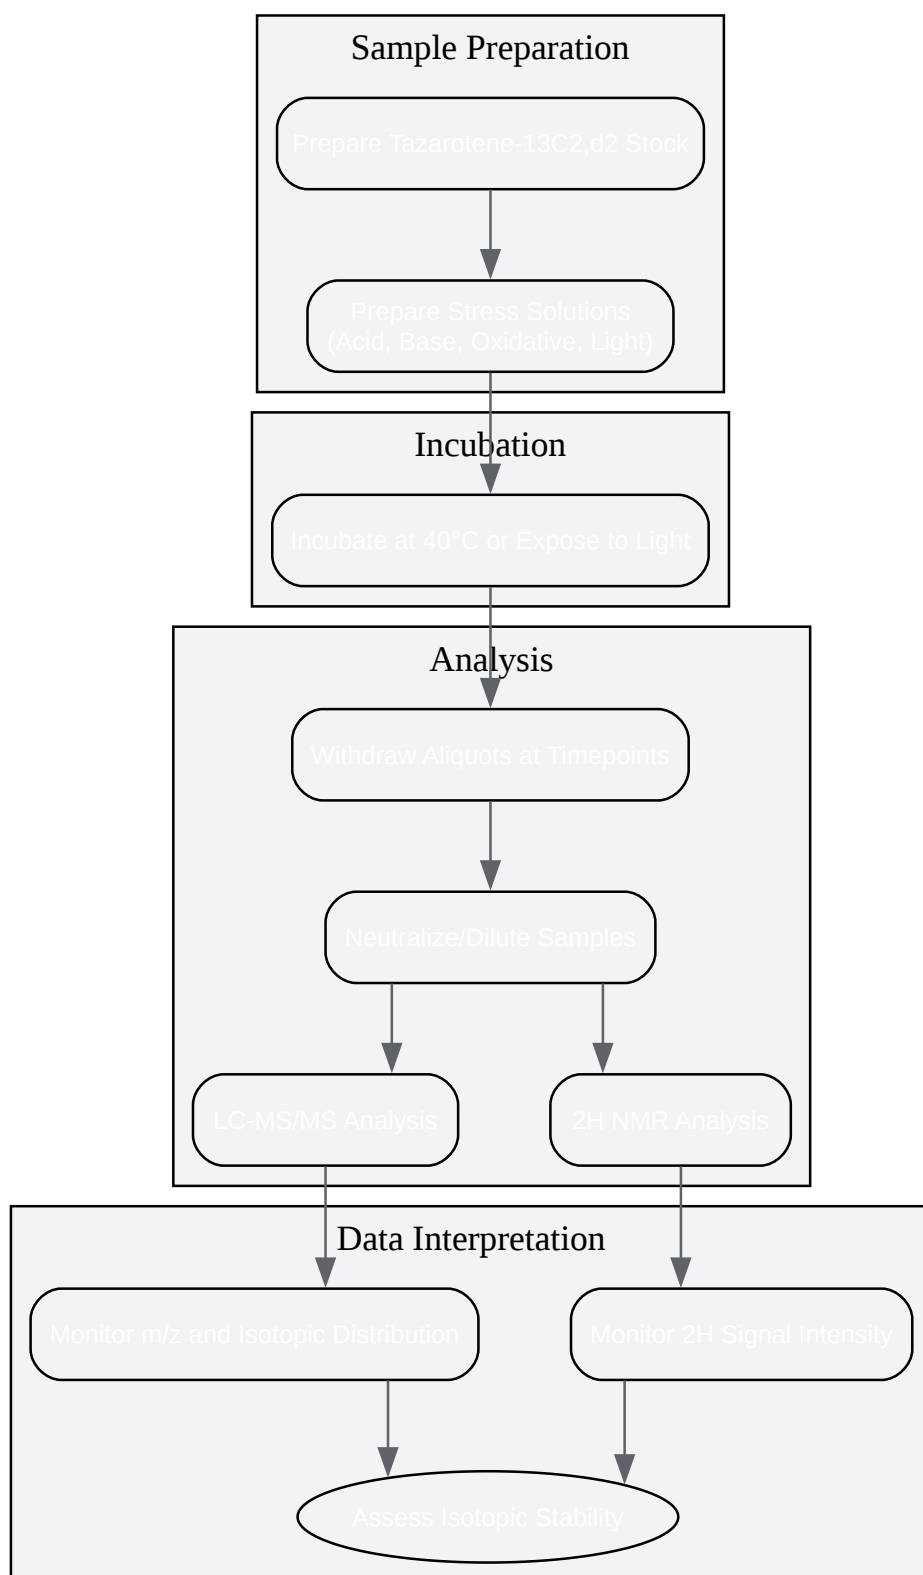 Sample Preparation
Prepare Tazarotene-13C2,d2 Stock
Prepare Stress Solutions
(Acid, Base, Oxidative, Light)
Incubation
Incubate at 40°C or Expose to Light
Analysis
Withdraw Aliquots at Timepoints
Neutralize/Dilute Samples
LC-MS/MS Analysis
2H NMR Analysis
Data Interpretation
Monitor m/z and Isotopic Distribution
Monitor 2H Signal Intensity
Assess Isotopic Stability